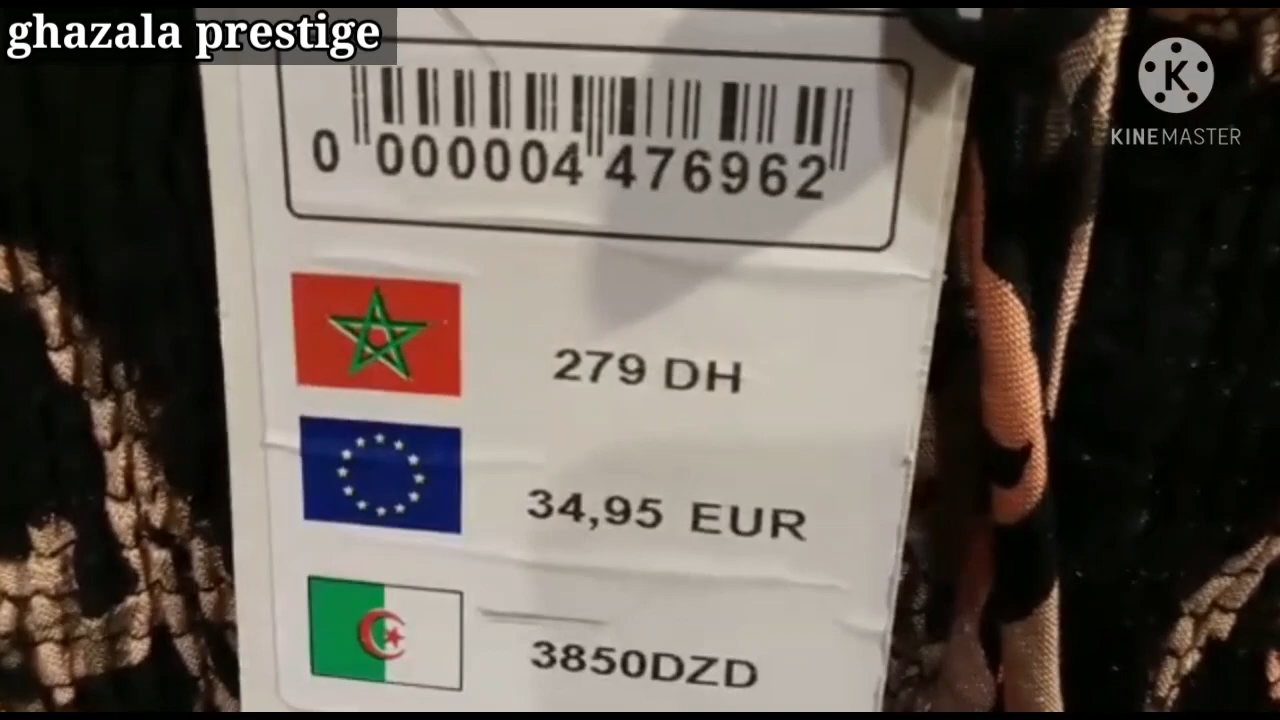 ghazala prestige
KINEMASTER
0 000004 476962
279 DH
34,95 EUR
3850DZD